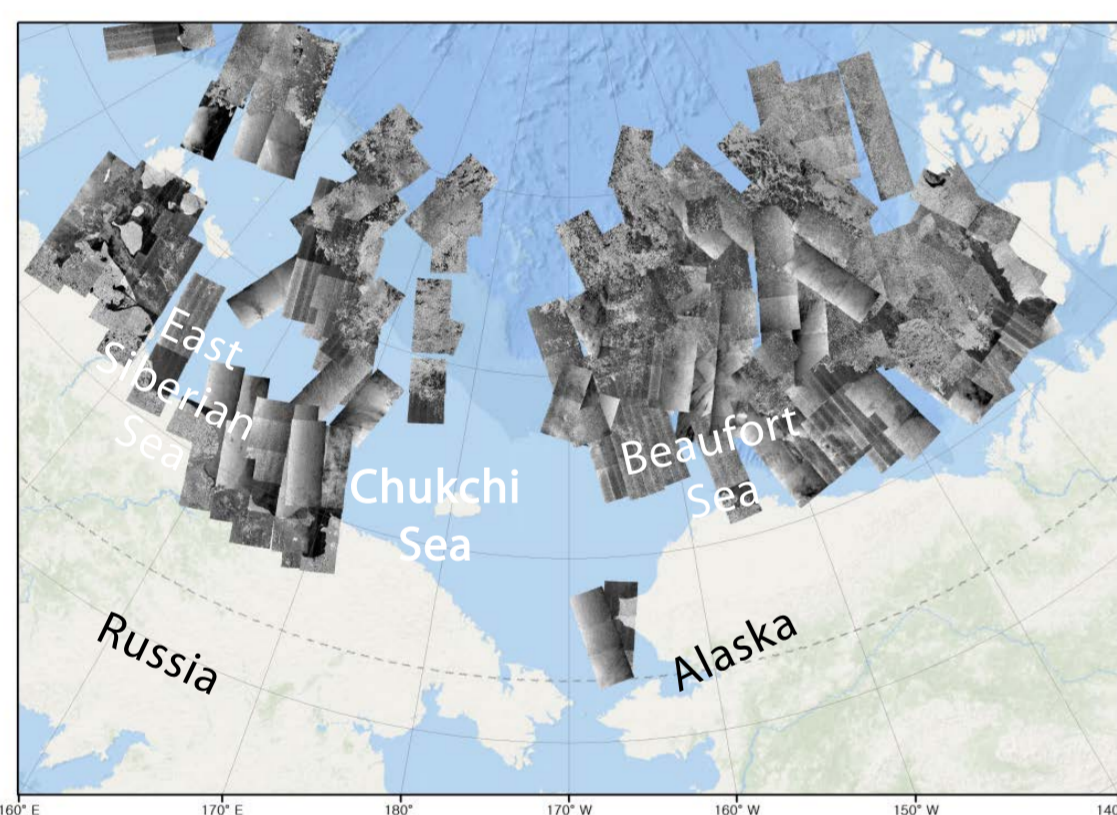 East
Siberian
Sea
Chukchi
Sea
Beaufort
Sea
Russia
Alaska
160° E
170° E
180°
170° W
160° W
150° W